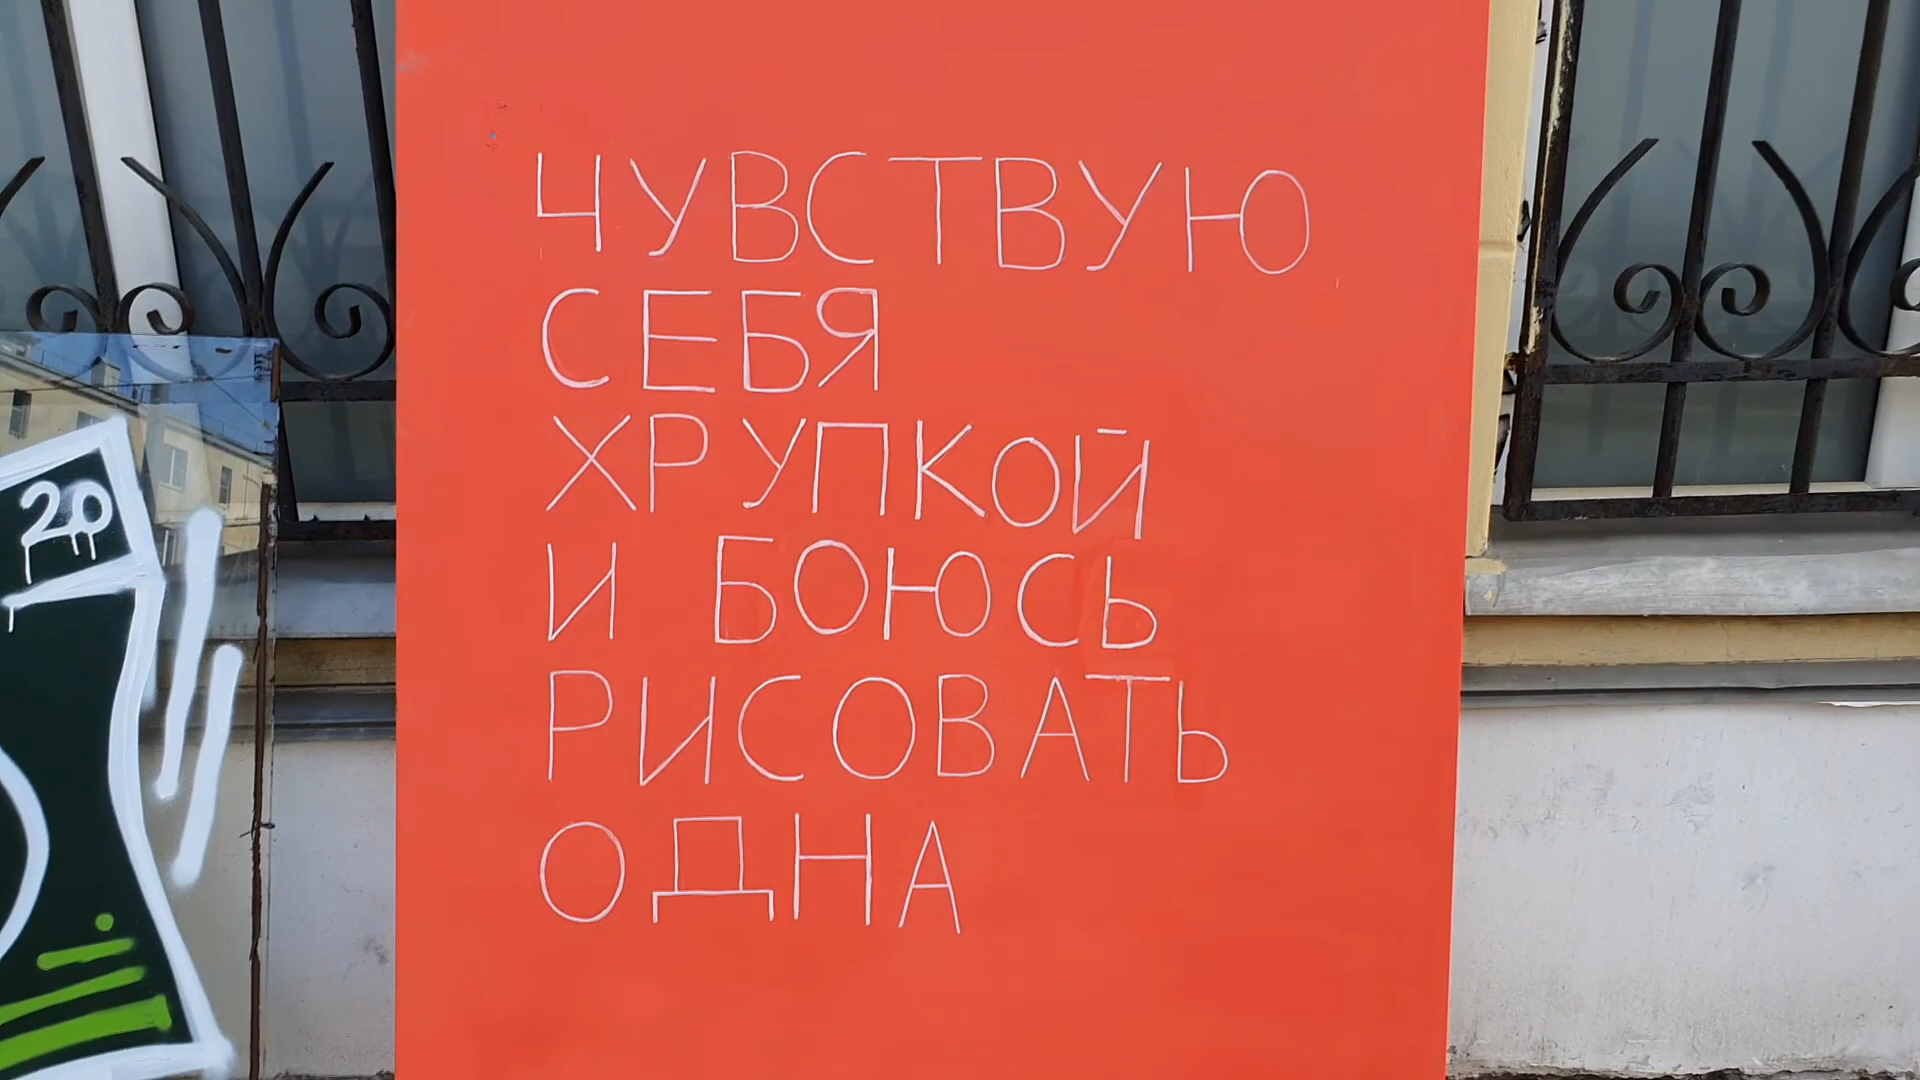 ЧУВСТВУЮ
СЕБЯ
ХРУПКОЙ
И БОЮСЬ
РИСОВАТЬ
ОДНА
20